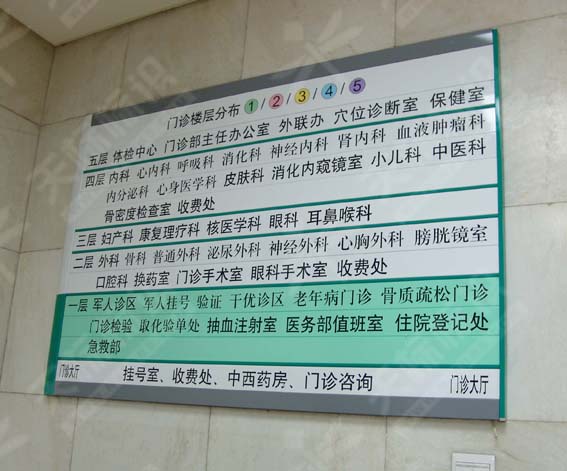 门诊楼层分布 1/2/3/4/5
五层 体检中心 门诊部主任办公室 外联办 穴位诊断室 保健室
四层 内科 心内科 呼吸科 消化科 神经内科 肾内科 血液肿瘤科
内分泌科 心身医学科 皮肤科 消化内窥镜室 小儿科 中医科
骨密度检查室 收费处
三层 妇产科 康复理疗科 核医学科 眼科 耳鼻喉科
二层 外科 骨科 普通外科 泌尿外科 神经外科 心胸外科 膀胱镜室
口腔科 换药室 门诊手术室 眼科手术室 收费处
一层 军人诊区 军人挂号 验证 干优诊区 老年病门诊 骨质疏松门诊
门诊检验 取化验单处 抽血注射室 医务部值班室 住院登记处
急救部
门诊大厅 挂号室、收费处、中西药房、门诊咨询 门诊大厅